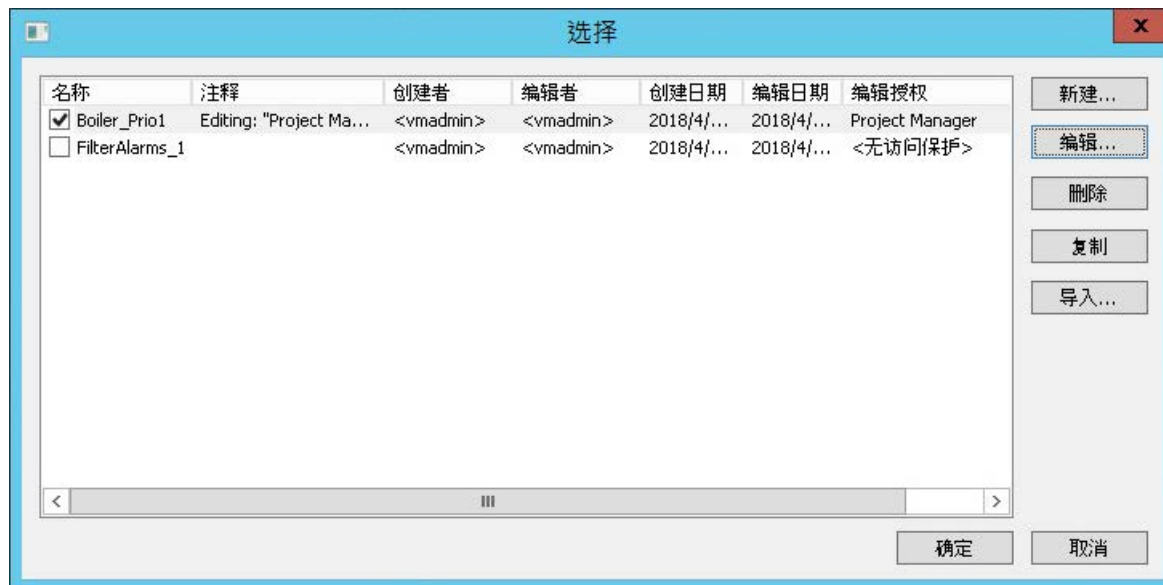 选择
x
名称 注释 创建者 编辑者 创建日期 编辑日期 编辑授权
Boiler_Prio1 Editing: "Project Ma... <vmadmin> <vmadmin> 2018/4/... 2018/4/... Project Manager
FilterAlarms_1 <vmadmin> <vmadmin> 2018/4/... 2018/4/... <无访问保护>
新建...
编辑...
删除
复制
导入...
确定 取消